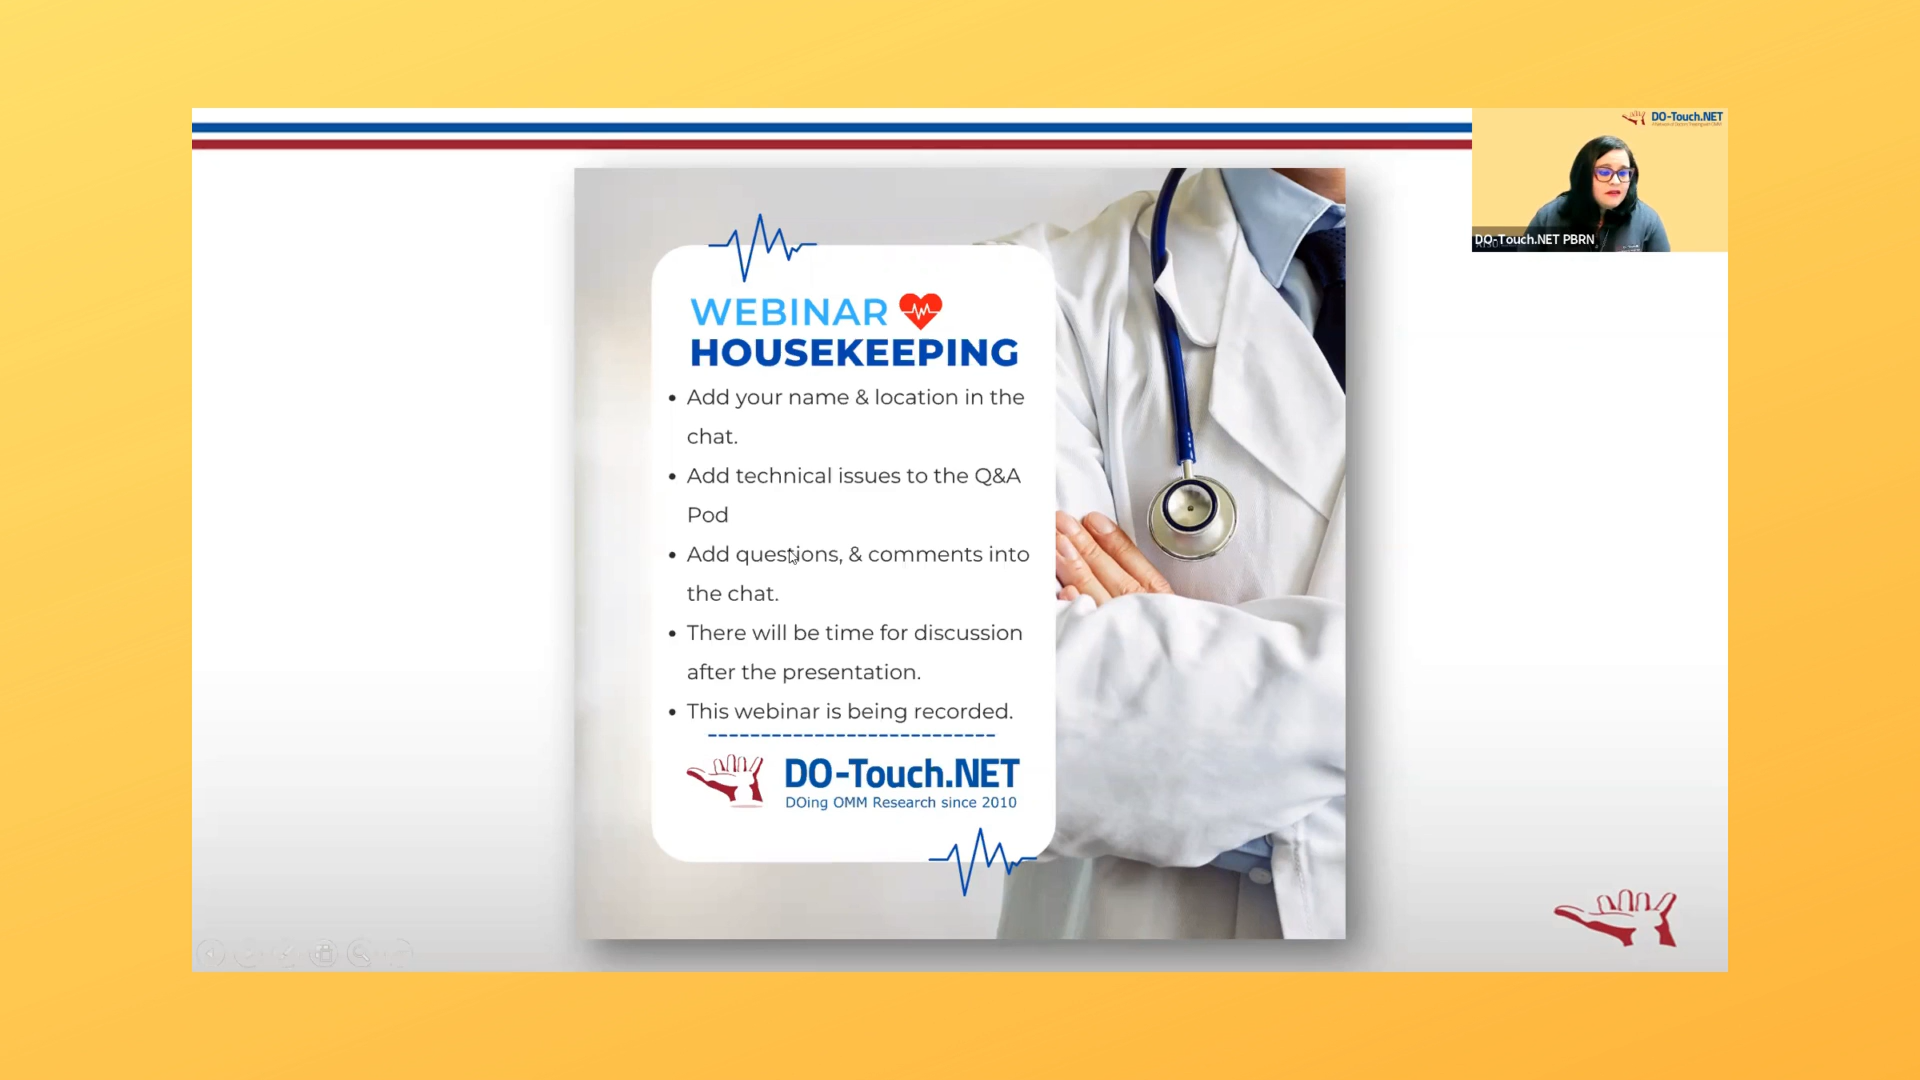 DO-Touch.NET
DO-Touch.NET PBRN
WEBINAR
HOUSEKEEPING
• Add your name & location in the
chat.
• Add technical issues to the Q&A
Pod
• Add questions, & comments into
the chat.
• There will be time for discussion
after the presentation.
• This webinar is being recorded.
DO-Touch.NET
DOing OMM Research since 2010